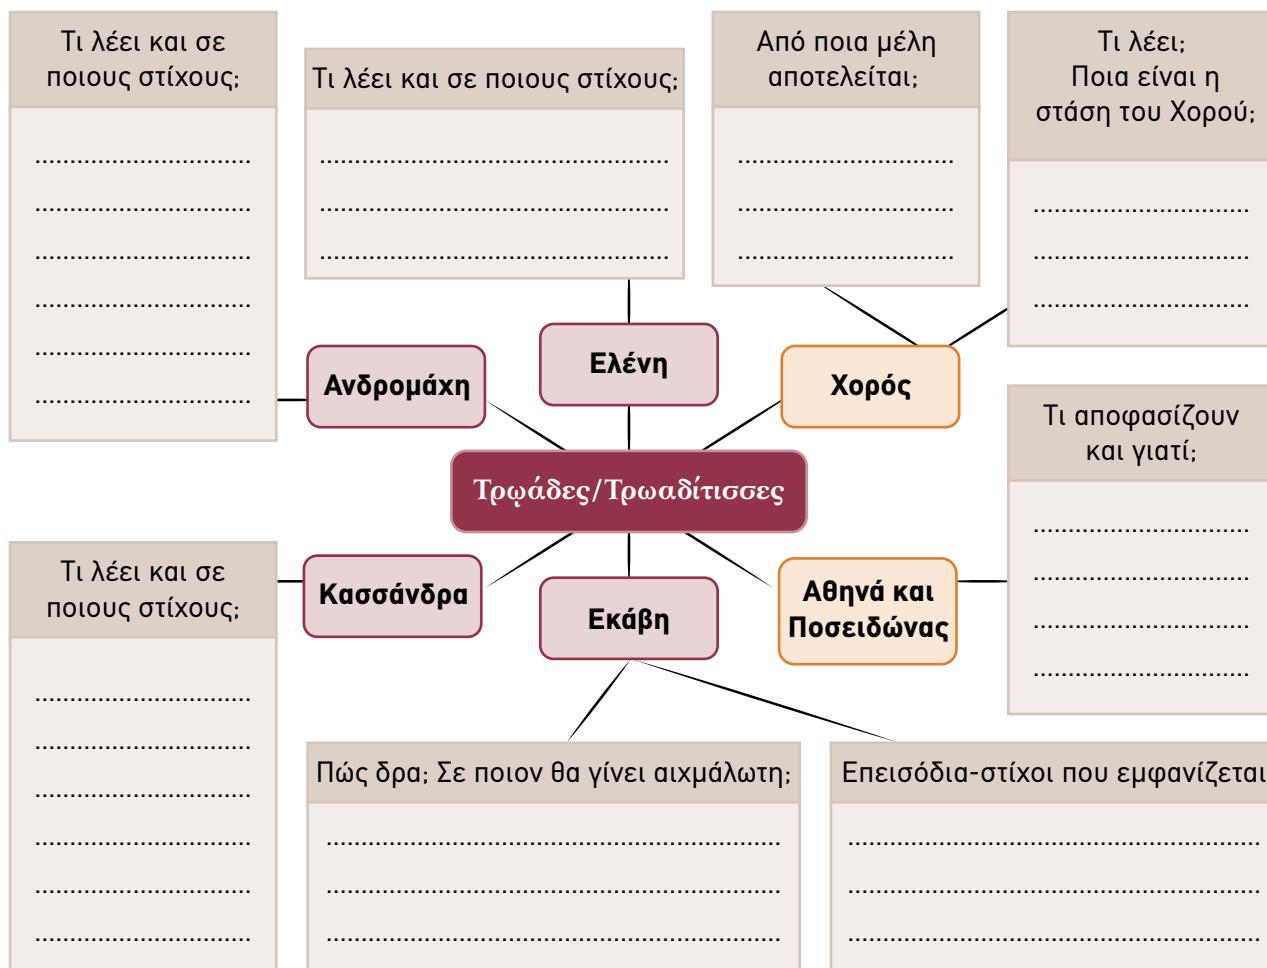 Τι λέει και σε
ποιους στίχους;
..........................
..........................
..........................
..........................
..........................
..........................
Τι λέει και σε ποιους στίχους;
..........................................
..........................................
..........................................
Από ποια μέλη
αποτελείται;
..........................
..........................
..........................
Τι λέει;
Ποια είναι η
στάση του Χορού;
..........................
..........................
..........................
Ανδρομάχη
Ελένη
Χορός
Τρῳάδες/Τρωαδίτισσες
Τι αποφασίζουν
και γιατί;
..........................
..........................
..........................
..........................
Τι λέει και σε
ποιους στίχους;
..........................
..........................
..........................
..........................
..........................
..........................
Κασσάνδρα
Εκάβη
Αθηνά και
Ποσειδώνας
Πώς δρα; Σε ποιον θα γίνει αιχμάλωτη;
.......................................................
.......................................................
.......................................................
Επεισόδια-στίχοι που εμφανίζεται
..................................................
..................................................
..................................................